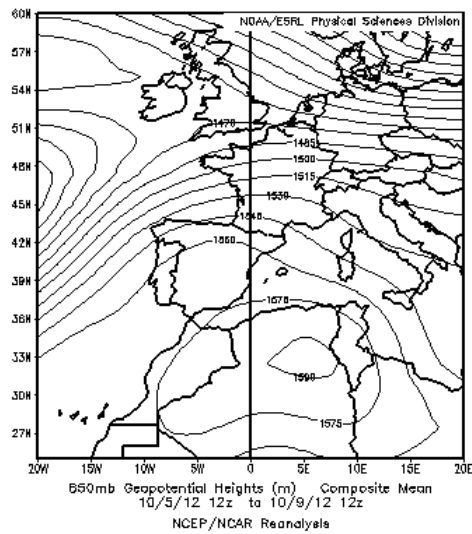 60N
NOAA/ESRL Physical Sciences Division
57N
54N
51N
1470
1485
48N
1500
1515
45N
1530
1545
42N
1560
39N
1575
36N
33N
1590
30N
1575
27N
20W 15W 10W 5W 0 5E 10E 15E 20E
850mb Geopotential Heights (m) Composite Mean
10/5/12 12z to 10/9/12 12z
NCEP/NCAR Reanalysis